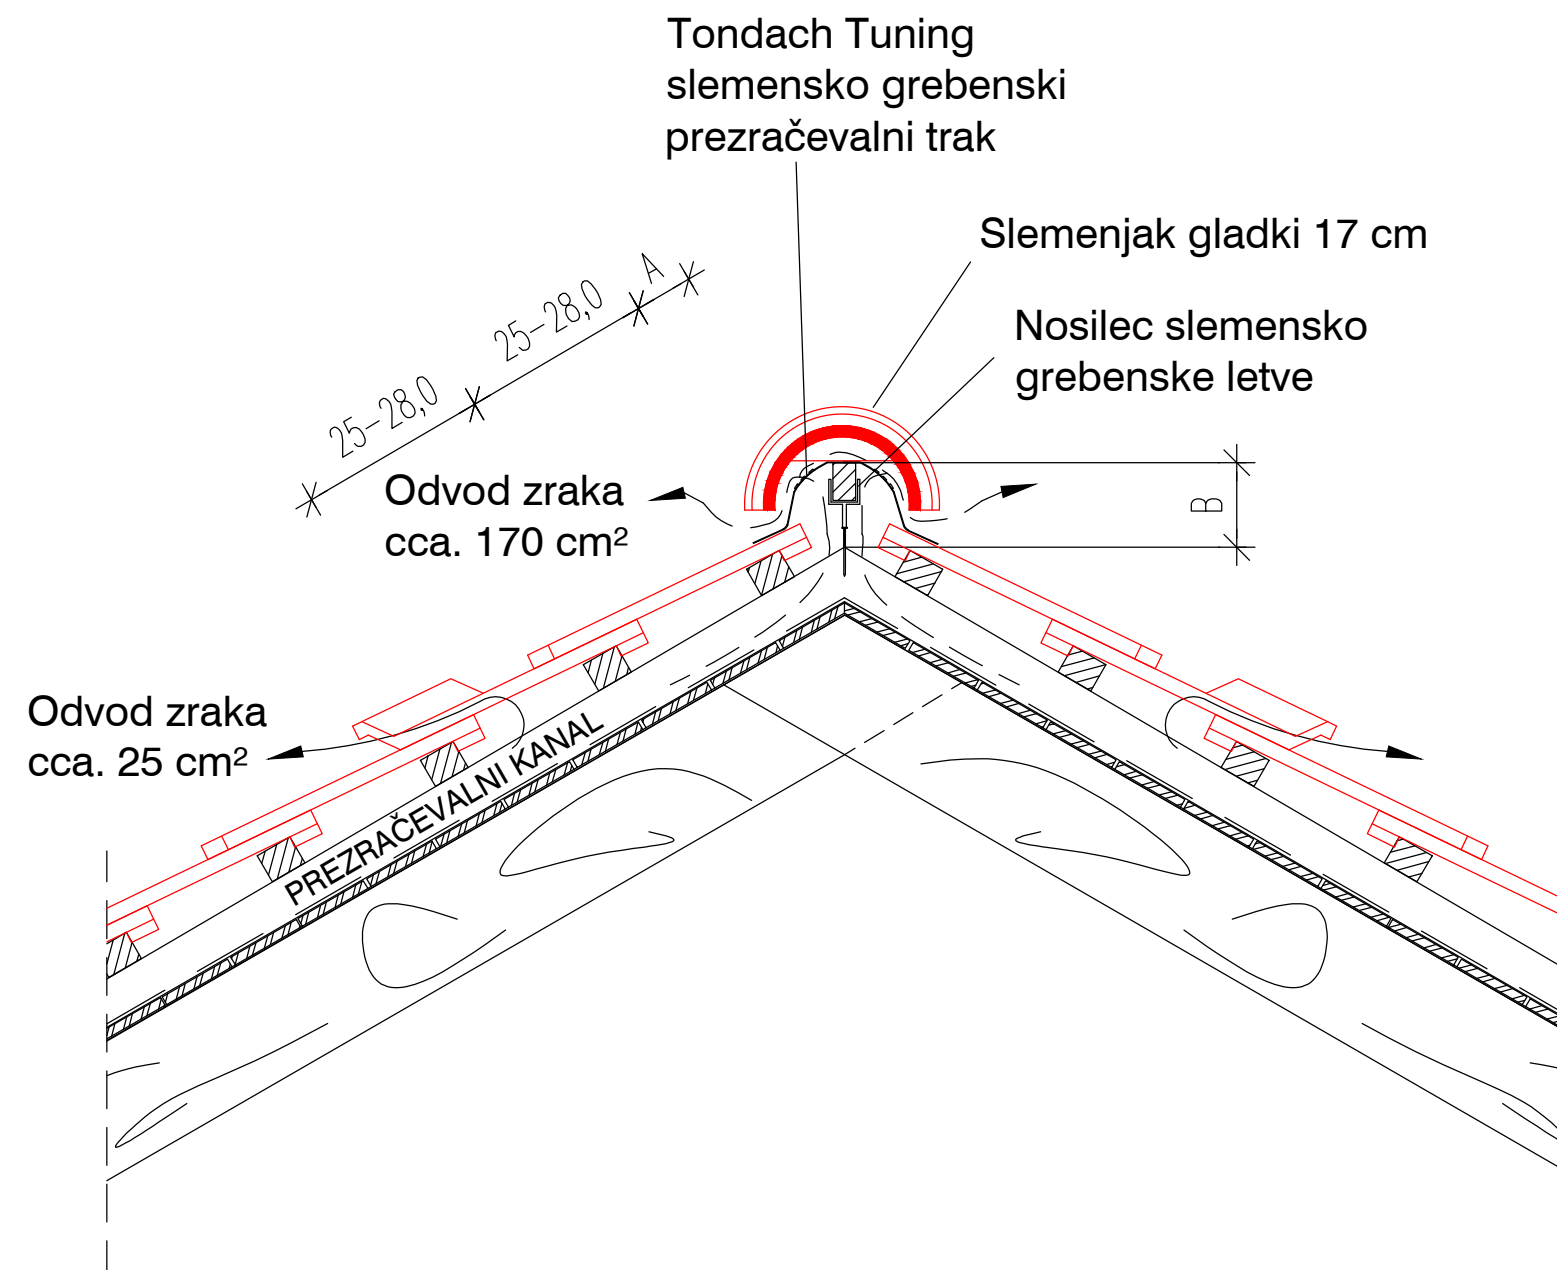 Tondach Tuning
slemensko grebenski
prezračevalni trak
Slemenjak gladki 17 cm
Nosilec slemensko
grebenske letve
A
25-28,0
25-28,0
Odvod zraka
cca. 170 cm²
B
Odvod zraka
cca. 25 cm²
PREZRAČEVALNI KANAL